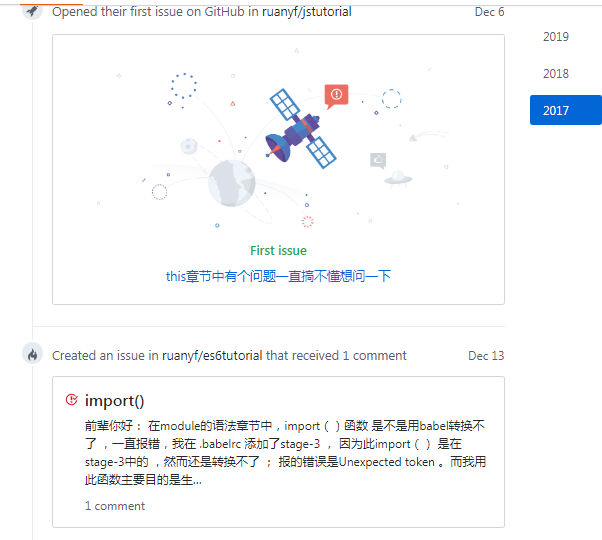 Opened their first issue on GitHub in ruanyf/jstutorial Dec 6
2019
2018
2017
First issue
this章节中有个问题一直搞不懂想问一下
Created an issue in ruanyf/es6tutorial that received 1 comment Dec 13
import()
前辈你好： 在module的语法章节中，import（ ）函数 是不是用babel转换不
了 ，一直报错，我在 .babelrc 添加了stage-3 ， 因为此import（ ） 是在
stage-3中的 ，然而还是转换不了 ； 报的错误是Unexpected token 。而我用
此函数主要目的是生...
1 comment